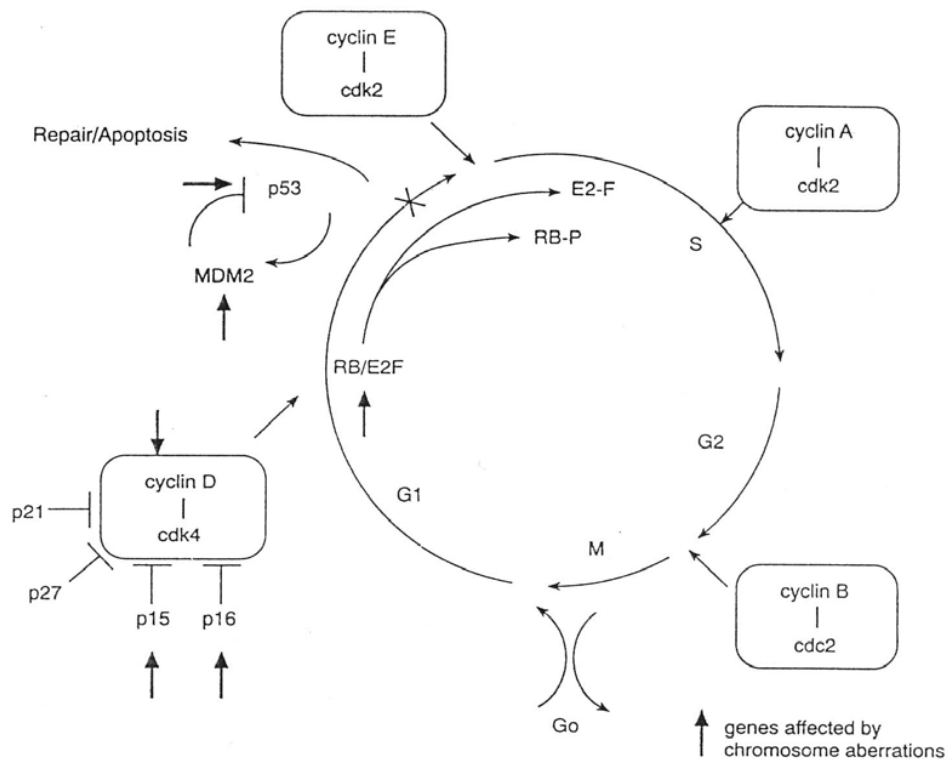 cyclin E
cdk2
Repair/Apoptosis
cyclin A
cdk2
p53
E2-F
RB-P
S
MDM2
RB/E2F
G2
cyclin D
cdk4
G1
p21
p27
p15
p16
M
cyclin B
cdc2
Go
genes affected by
chromosome aberrations